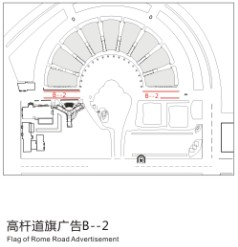 B--2 B--2
高杆道旗广告B--2
Flag of Rome Road Advertisement